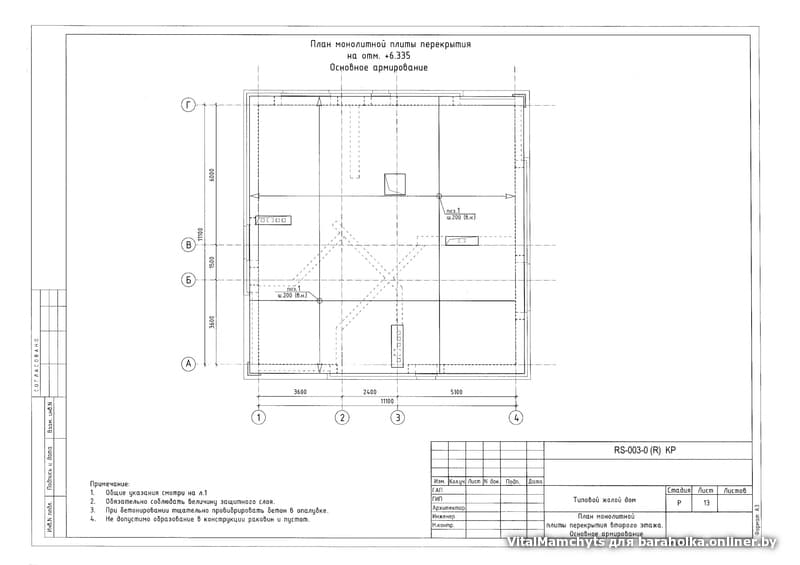 План монолитной плиты перекрытия
на отм. +6.335
Основное армирование
Г
В
Б
А
6000
1500
3600
11100
поз.1
ш.200 (в,н)
поз.1
ш.200 (в,н)
3600
2400
5100
11100
1
2
3
4
СОГЛАСОВАНО
Взам. инв.N
Подпись и дата
Инв.N подл.
Примечание:
1. Общие указания смотри на л.1
2. Обязательно соблюдать величину защитного слоя.
3. При бетонировании тщательно провибрировать бетон в опалубке.
4. Не допустимо образование в конструкции раковин и пустот.
RS-003-0 (R) КР
Изм. Кол.уч Лист N док. Подп. Дата
ГАП
ГИП
Архитектор
Инженер
Н.контр.
Типовой жилой дом
Стадия Лист Листов
Р 13
План монолитной
плиты перекрытия второго этажа.
Основное армирование
Формат А3
VitalMamchyts для baraholka.onliner.by